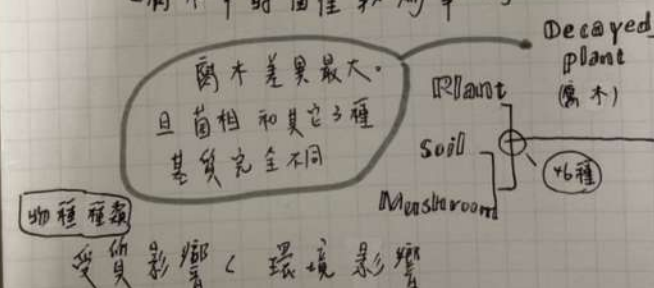 Decayed
plant
(腐木)
腐木差異最大。
且菌相和其它3種
基質完全不同
Plant
Soil
Mushroom
46種
物種種類
受質影響 < 環境影響